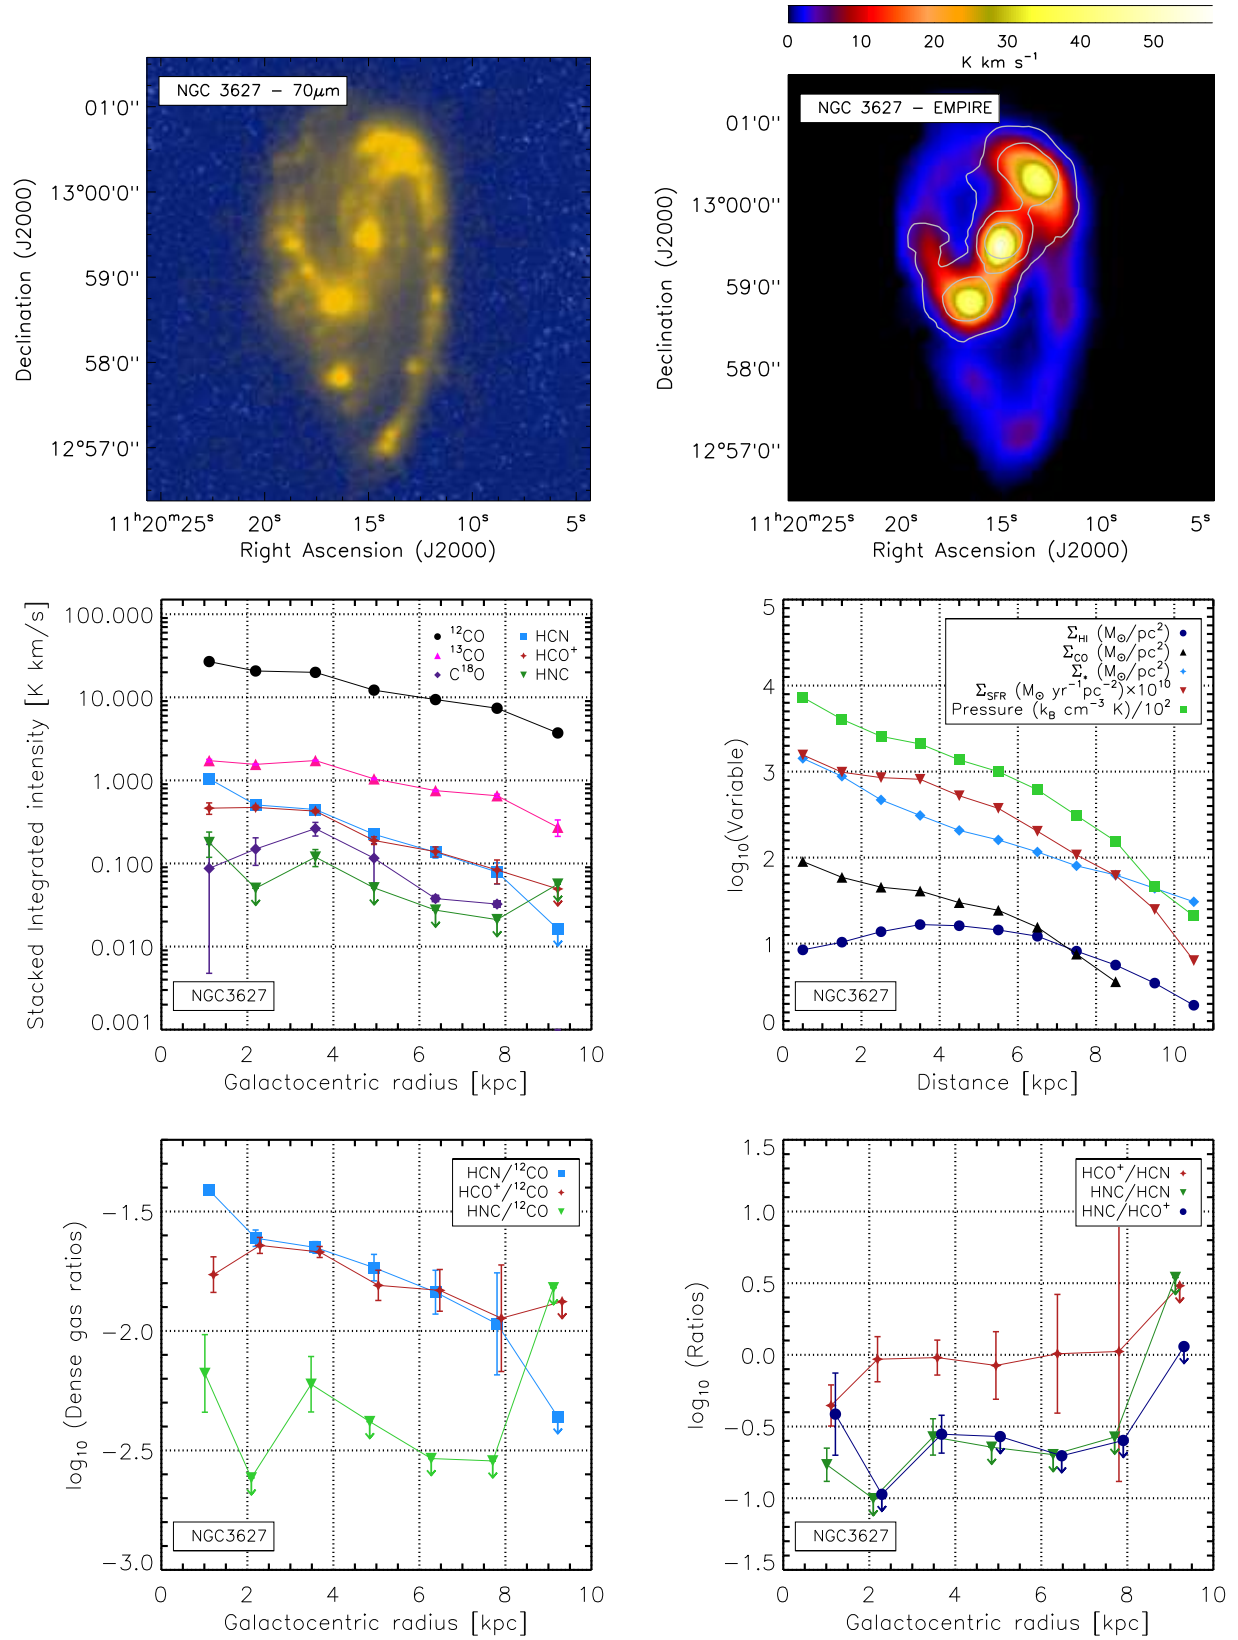 0 10 20 30 40 50
K km s⁻¹
NGC 3627 – 70μm
01'0''
13°00'0''
59'0''
58'0''
12°57'0''
Declination (J2000)
11ʰ20ᵐ25ˢ 20ˢ 15ˢ 10ˢ 5ˢ
Right Ascension (J2000)
NGC 3627 – EMPIRE
01'0''
13°00'0''
59'0''
58'0''
12°57'0''
Declination (J2000)
11ʰ20ᵐ25ˢ 20ˢ 15ˢ 10ˢ 5ˢ
Right Ascension (J2000)
Stacked Integrated intensity [K km/s]
100.000
10.000
1.000
0.100
0.010
0.001
¹²CO HCN
¹³CO HCO⁺
C¹⁸O HNC
NGC3627
0 2 4 6 8 10
Galactocentric radius [kpc]
log₁₀(Variable)
5
4
3
2
1
0
Σ_HI (M⊙/pc²)
Σ_CO (M⊙/pc²)
Σ⋆ (M⊙/pc²)
Σ_SFR (M⊙ yr⁻¹pc⁻²)×10¹⁰
Pressure (k_B cm⁻³ K)/10²
NGC3627
0 2 4 6 8 10
Distance [kpc]
log₁₀ (Dense gas ratios)
−1.5
−2.0
−2.5
−3.0
HCN/¹²CO
HCO⁺/¹²CO
HNC/¹²CO
NGC3627
0 2 4 6 8 10
Galactocentric radius [kpc]
log₁₀ (Ratios)
1.5
1.0
0.5
0.0
−0.5
−1.0
−1.5
HCO⁺/HCN
HNC/HCN
HNC/HCO⁺
NGC3627
0 2 4 6 8 10
Galactocentric radius [kpc]